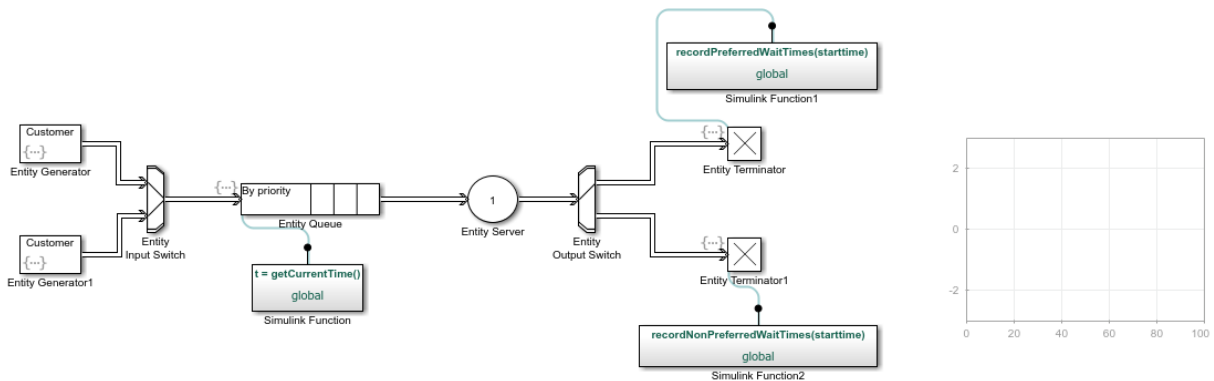 recordPreferredWaitTimes(starttime)
global
Simulink Function1
Customer
{...}
Entity Generator
{...}
Entity Terminator
{...}
By priority
Entity Queue
1
Entity Server
Entity
Input Switch
Entity
Output Switch
Customer
{...}
Entity Generator1
{...}
Entity Terminator1
t = getCurrentTime()
global
Simulink Function
recordNonPreferredWaitTimes(starttime)
global
Simulink Function2
2
0
-2
0 20 40 60 80 100